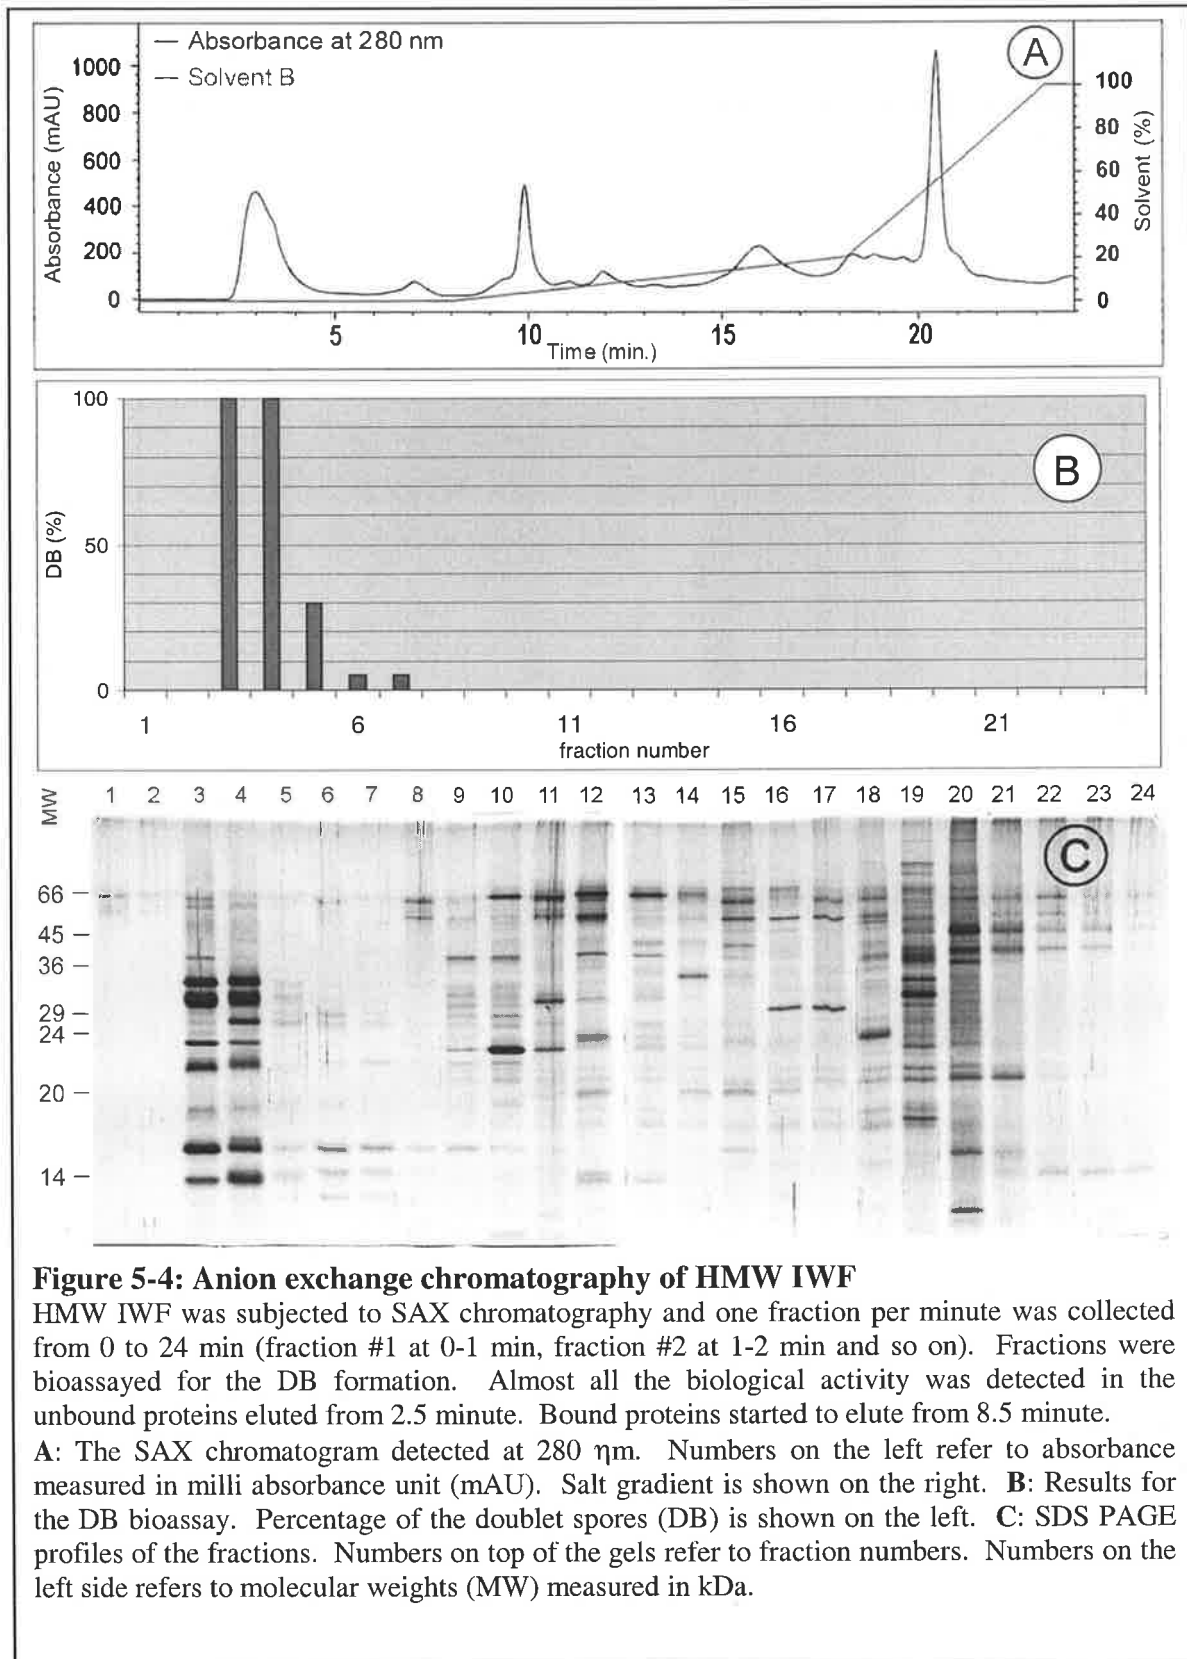 — Absorbance at 280 nm
— Solvent B
A
Absorbance (mAU)
1000
800
600
400
200
0
100
80
60
40
20
0
Solvent (%)
5 10 15 20
Time (min.)
B
DB (%)
100
50
0
1 6 11 16 21
fraction number
MW
1 2 3 4 5 6 7 8 9 10 11 12 13 14 15 16 17 18 19 20 21 22 23 24
C
66
45
36
29
24
20
14
Figure 5-4: Anion exchange chromatography of HMW IWF
HMW IWF was subjected to SAX chromatography and one fraction per minute was collected
from 0 to 24 min (fraction #1 at 0-1 min, fraction #2 at 1-2 min and so on). Fractions were
bioassayed for the DB formation. Almost all the biological activity was detected in the
unbound proteins eluted from 2.5 minute. Bound proteins started to elute from 8.5 minute.
A: The SAX chromatogram detected at 280 ηm. Numbers on the left refer to absorbance
measured in milli absorbance unit (mAU). Salt gradient is shown on the right. B: Results for
the DB bioassay. Percentage of the doublet spores (DB) is shown on the left. C: SDS PAGE
profiles of the fractions. Numbers on top of the gels refer to fraction numbers. Numbers on the
left side refers to molecular weights (MW) measured in kDa.